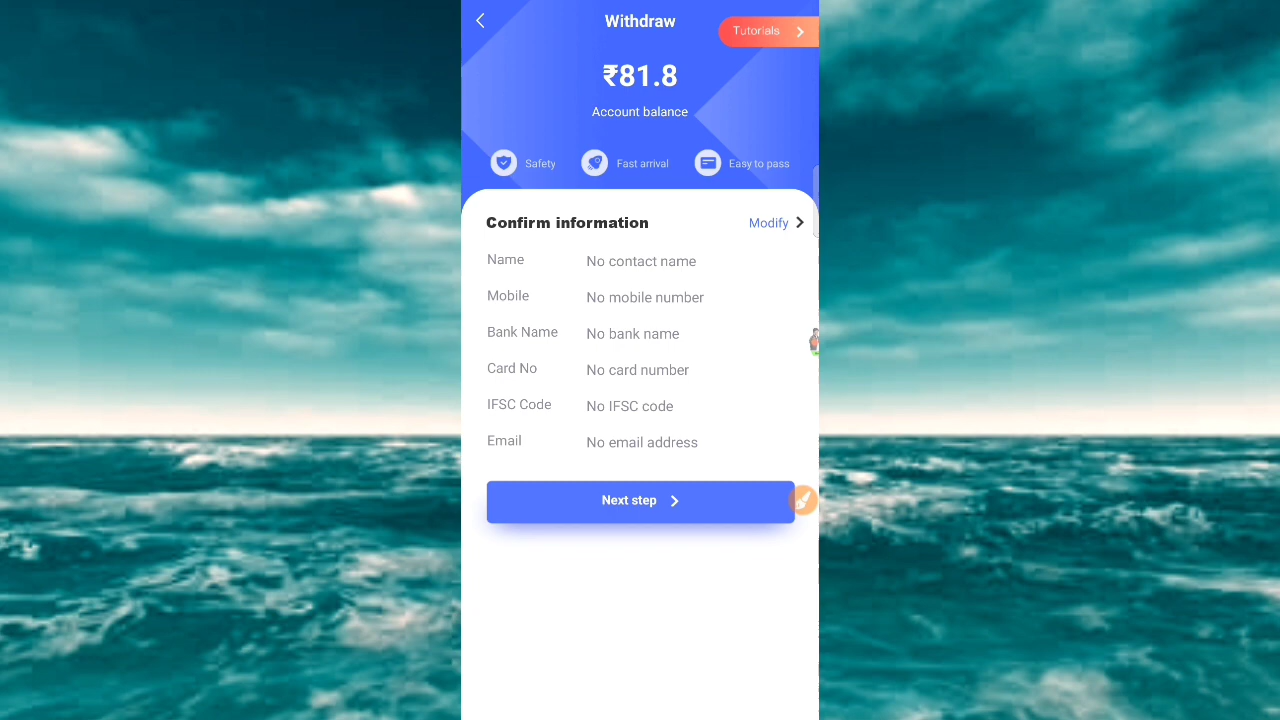 Withdraw
Tutorials
₹81.8
Account balance
Safety Fast arrival Easy to pass
Confirm information Modify
Name No contact name
Mobile No mobile number
Bank Name No bank name
Card No No card number
IFSC Code No IFSC code
Email No email address
Next step